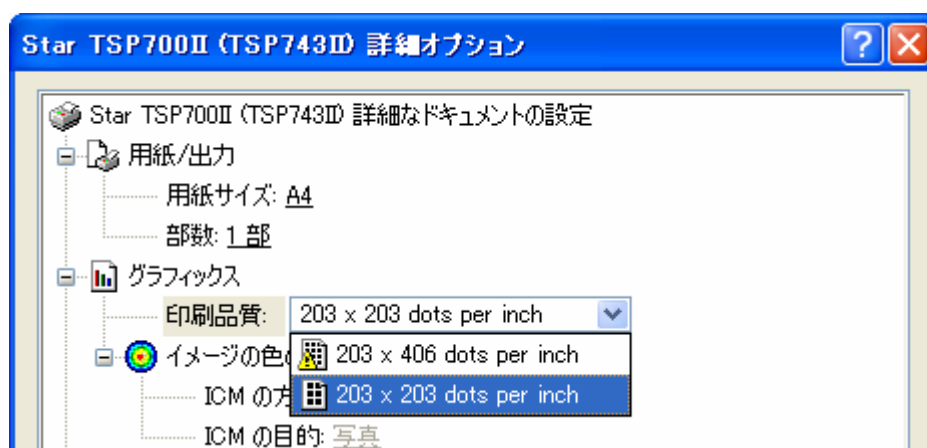 Star TSP700Ⅱ (TSP743Ⅱ) 詳細オプション
Star TSP700Ⅱ (TSP743Ⅱ) 詳細なドキュメントの設定
用紙/出力
用紙サイズ: A4
部数: 1 部
グラフィックス
印刷品質: 203 x 203 dots per inch
イメージの色の 203 x 406 dots per inch
ICM の方 203 x 203 dots per inch
ICM の目的: 写真